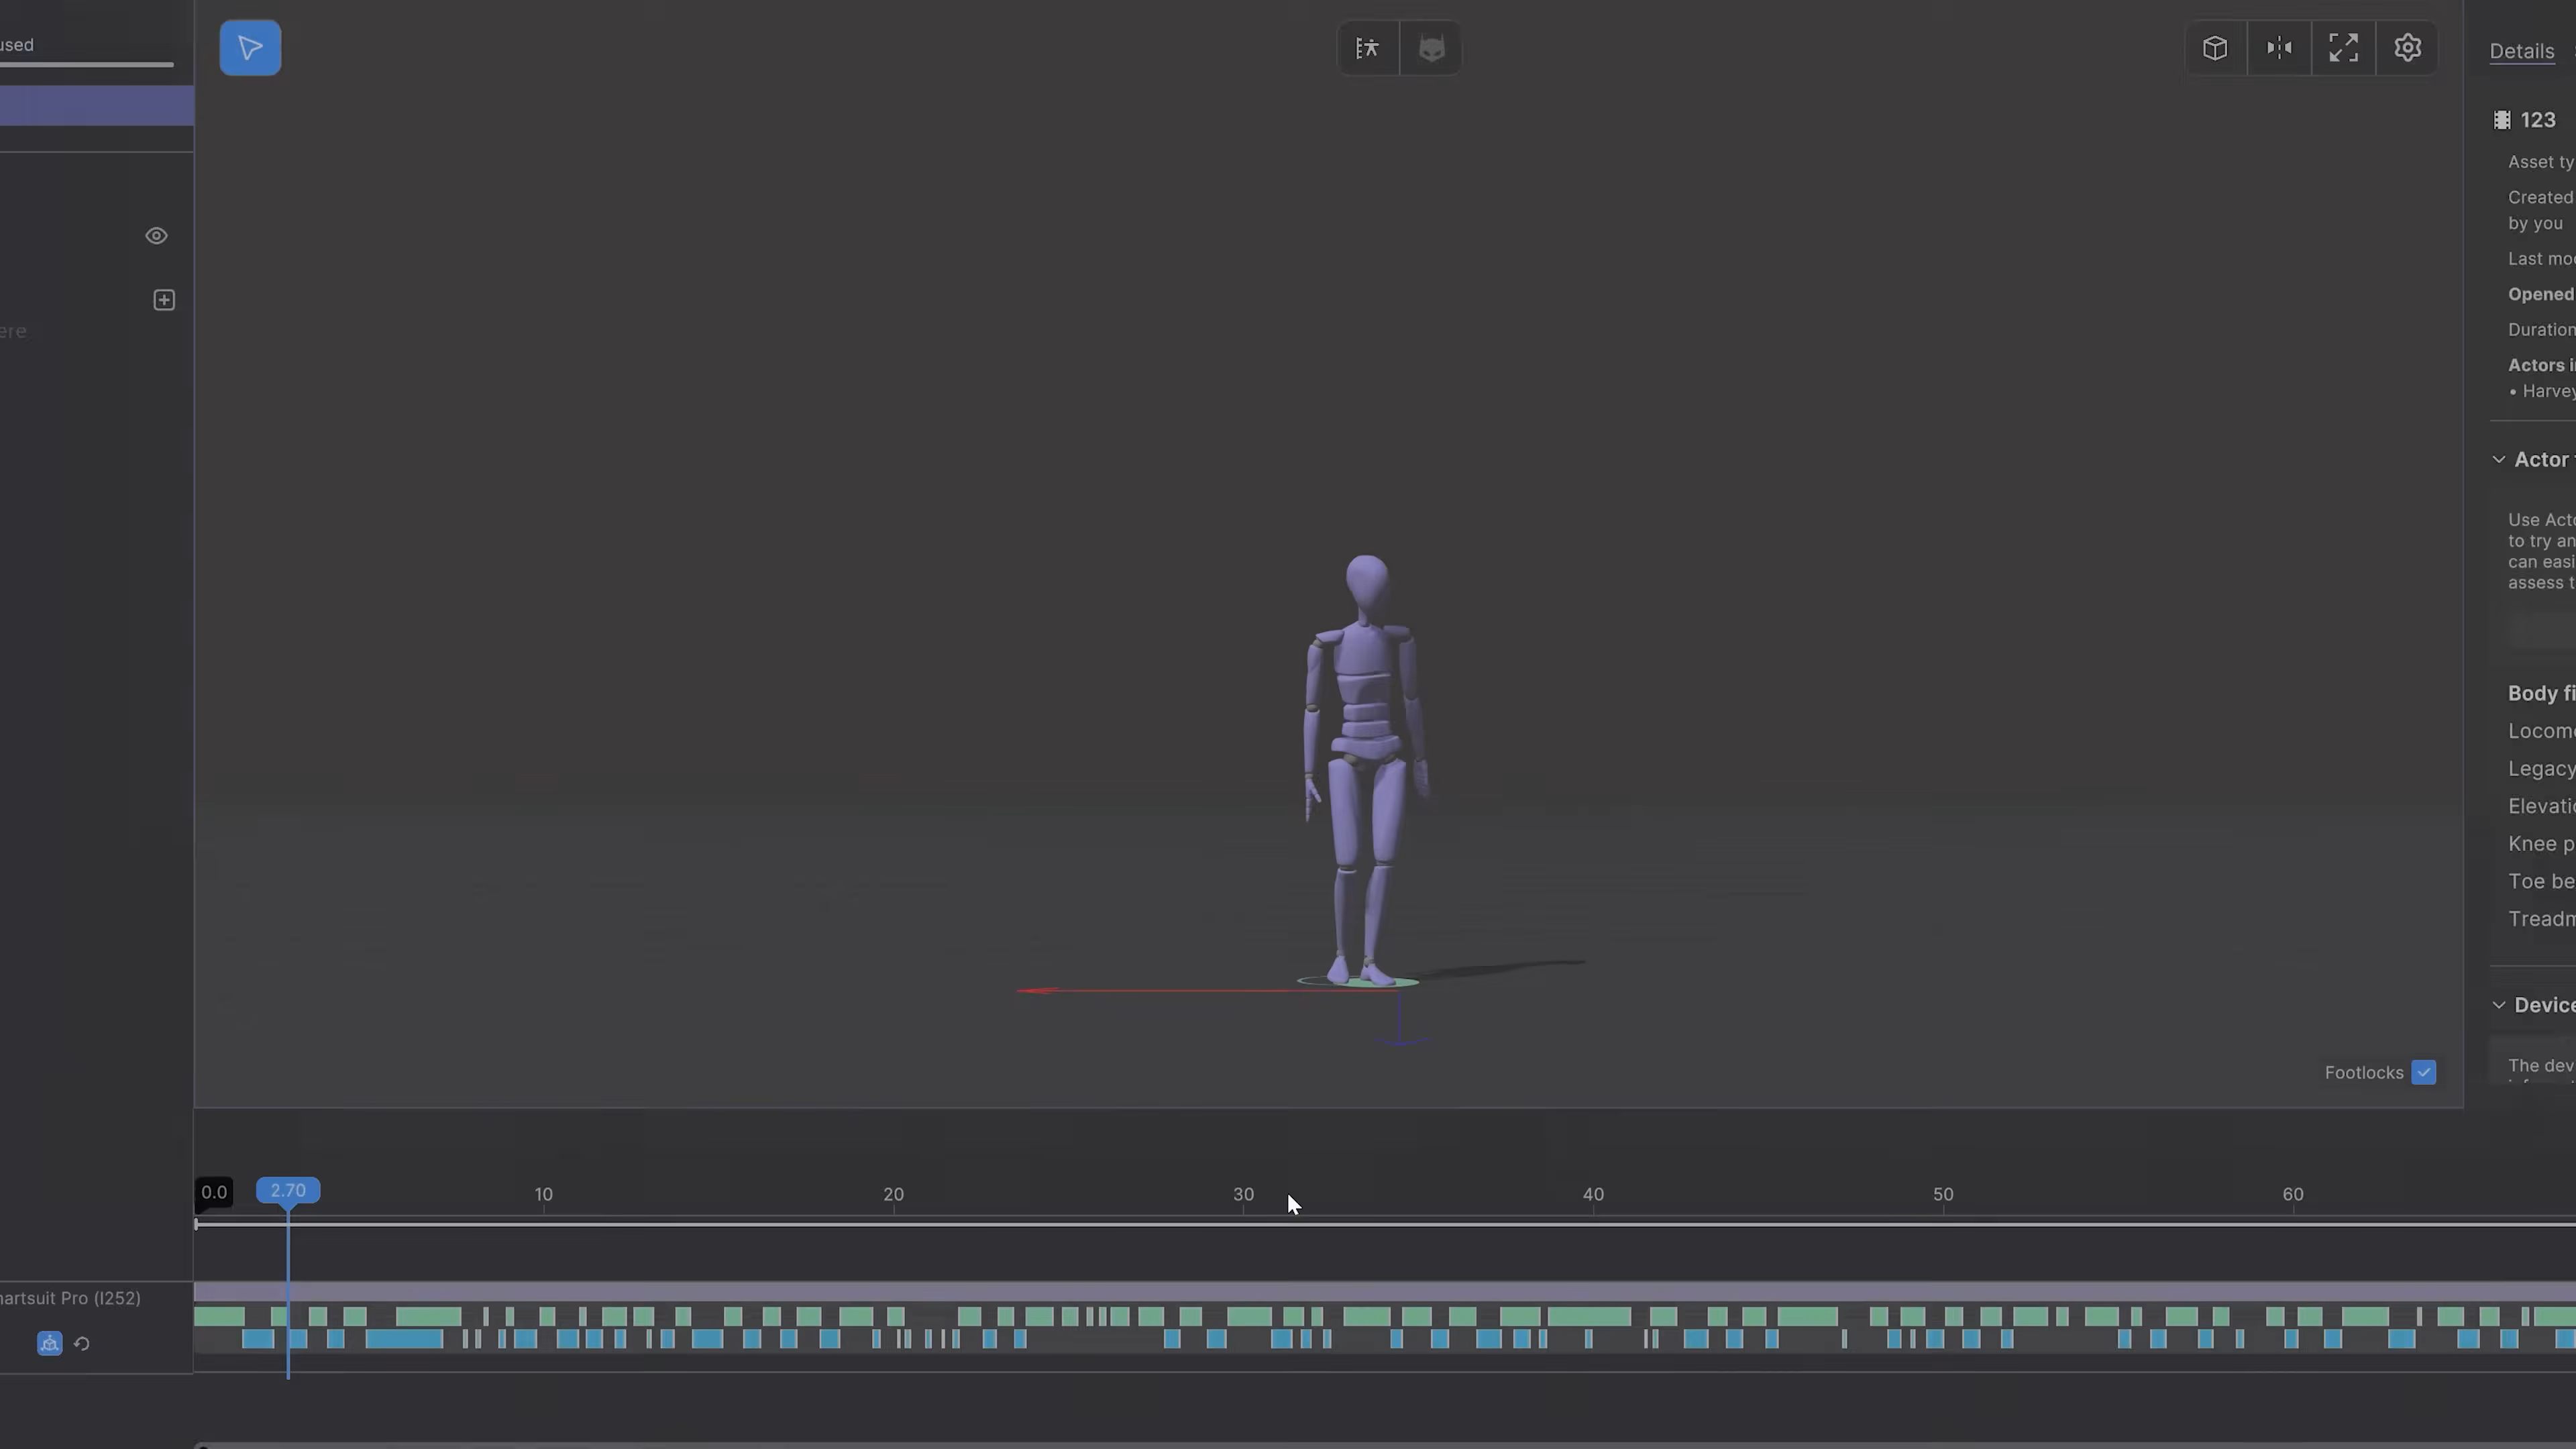 used
ere
Details
123
Asset ty
Created
by you
Last mod
Opened
Duration
Actors i
• Harvey
Actor
Use Acto
to try an
can easi
assess t
Body fi
Locomo
Legacy
Elevatio
Knee p
Toe be
Treadm
Device
The dev
Footlocks
0.0
2.70
10
20
30
40
50
60
martsuit Pro (I252)